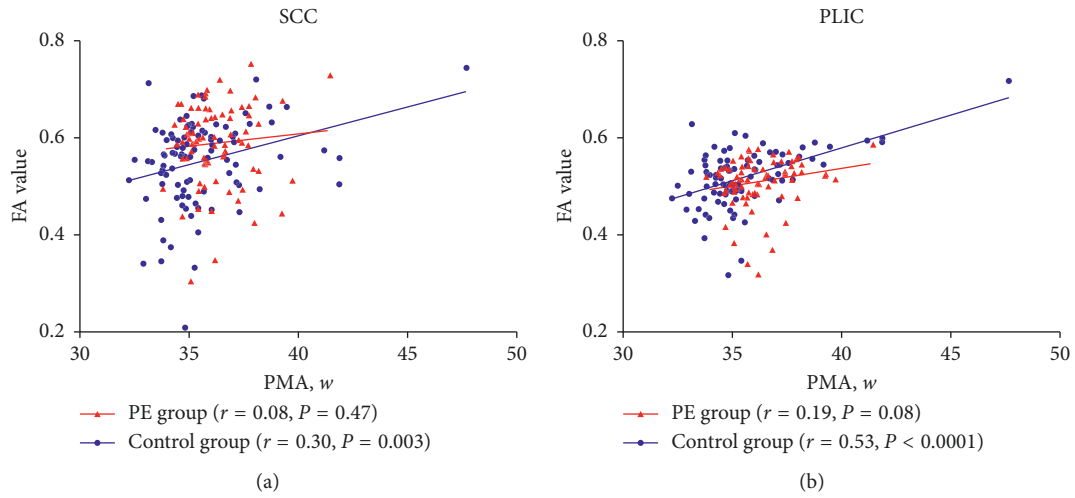 SCC
0.8
0.6
0.4
0.2
FA value
30 35 40 45 50
PMA, w
PE group (r = 0.08, P = 0.47)
Control group (r = 0.30, P = 0.003)
(a)
PLIC
0.8
0.6
0.4
0.2
FA value
30 35 40 45 50
PMA, w
PE group (r = 0.19, P = 0.08)
Control group (r = 0.53, P < 0.0001)
(b)